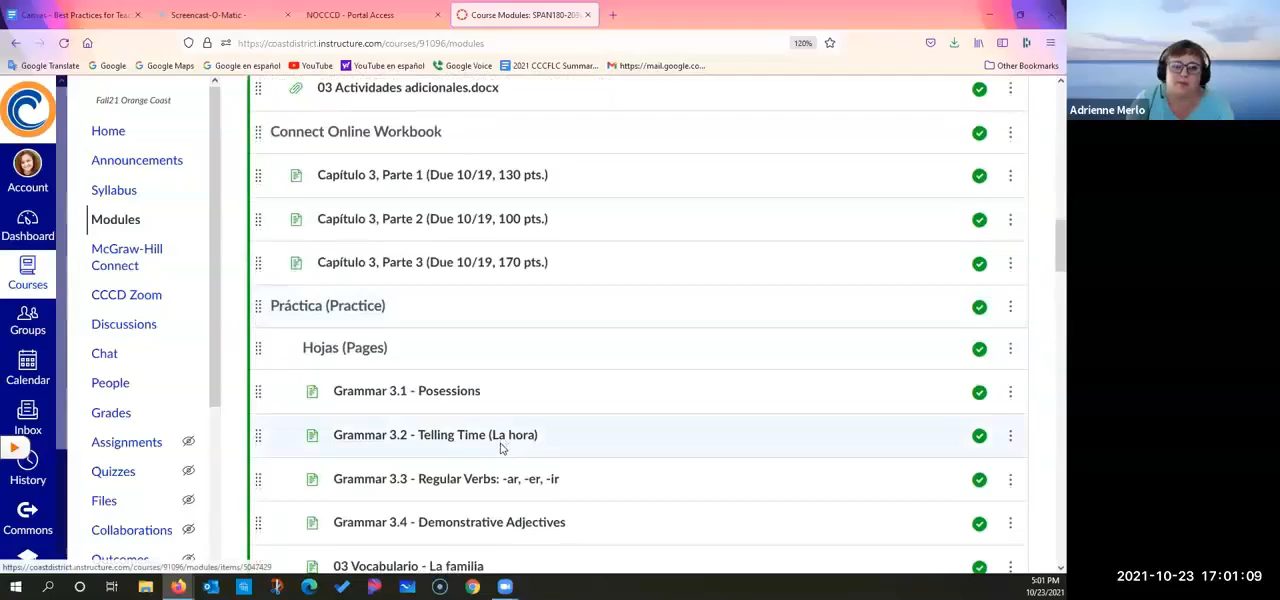 Canvas - Best Practices for Tea
Screencast-O-Matic -
NOCCCD - Portal Access
Course Modules: SPAN180-203
https://coastdistrict.instructure.com/courses/91096/modules
120%
Google Translate
Google
Google Maps
Google en español
YouTube
YouTube en español
Google Voice
2021 CCCFLC Summar...
https://mail.google.co...
Other Bookmarks
Adrienne Merlo
Fall21 Orange Coast
Home
Announcements
Syllabus
Modules
McGraw-Hill
Connect
CCCD Zoom
Discussions
Chat
People
Grades
Assignments
Quizzes
Files
Collaborations
Outcomes
Account
Dashboard
Courses
Groups
Calendar
Inbox
History
Commons
03 Actividades adicionales.docx
Connect Online Workbook
Capítulo 3, Parte 1 (Due 10/19, 130 pts.)
Capítulo 3, Parte 2 (Due 10/19, 100 pts.)
Capítulo 3, Parte 3 (Due 10/19, 170 pts.)
Práctica (Practice)
Hojas (Pages)
Grammar 3.1 - Posessions
Grammar 3.2 - Telling Time (La hora)
Grammar 3.3 - Regular Verbs: -ar, -er, -ir
Grammar 3.4 - Demonstrative Adjectives
03 Vocabulario - La familia
https://coastdistrict.instructure.com/courses/91096/modules/items/5047429
5:01 PM
10/23/2021
2021-10-23 17:01:09